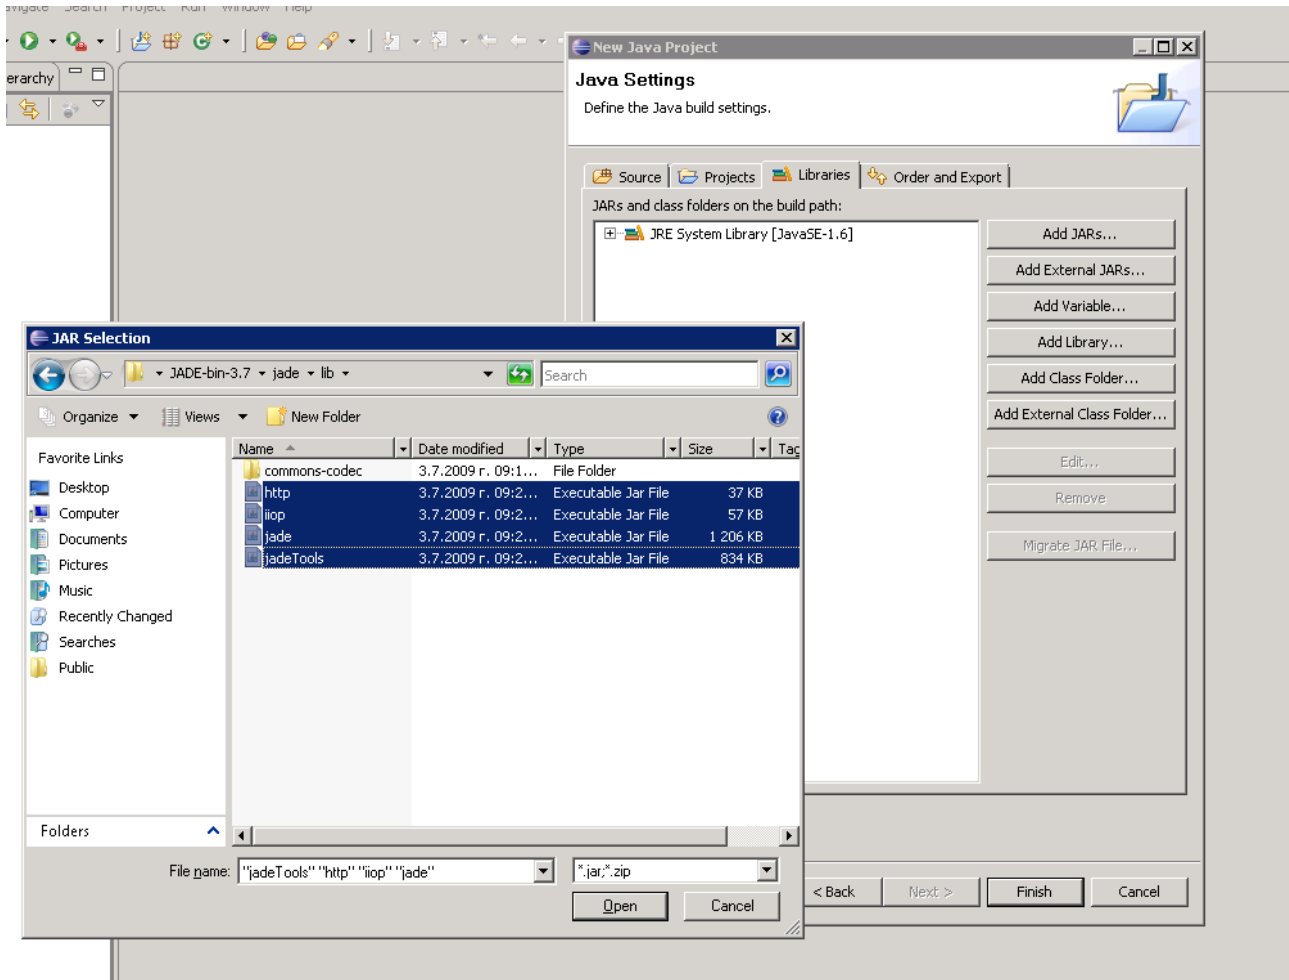 Navigate Search Project Run Window Help
erarchy
New Java Project
Java Settings
Define the Java build settings.
Source Projects Libraries Order and Export
JARs and class folders on the build path:
JRE System Library [JavaSE-1.6]
Add JARs...
Add External JARs...
Add Variable...
Add Library...
Add Class Folder...
Add External Class Folder...
Edit...
Remove
Migrate JAR File...
< Back Next > Finish Cancel
JAR Selection
JADE-bin-3.7 jade lib
Search
Organize Views New Folder
Favorite Links
Desktop
Computer
Documents
Pictures
Music
Recently Changed
Searches
Public
Folders
Name Date modified Type Size Tag
commons-codec 3.7.2009 г. 09:1... File Folder
http 3.7.2009 г. 09:2... Executable Jar File 37 KB
iiop 3.7.2009 г. 09:2... Executable Jar File 57 KB
jade 3.7.2009 г. 09:2... Executable Jar File 1 206 KB
jadeTools 3.7.2009 г. 09:2... Executable Jar File 834 KB
File name: "jadeTools" "http" "iiop" "jade"
*.jar;*.zip
Open Cancel